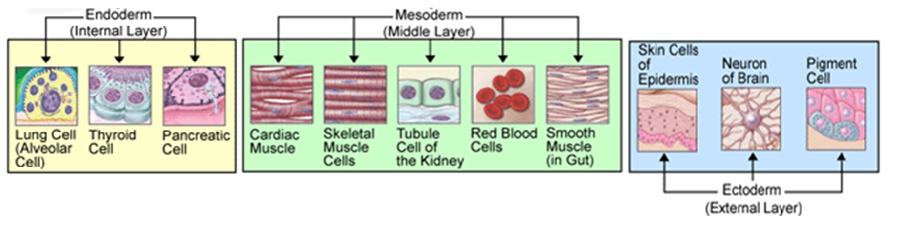 Endoderm
(Internal Layer)
Lung Cell
(Alveolar
Cell)
Thyroid
Cell
Pancreatic
Cell
Mesoderm
(Middle Layer)
Cardiac
Muscle
Skeletal
Muscle
Cells
Tubule
Cell of
the Kidney
Red Blood
Cells
Smooth
Muscle
(in Gut)
Skin Cells
of
Epidermis
Neuron
of Brain
Pigment
Cell
Ectoderm
(External Layer)